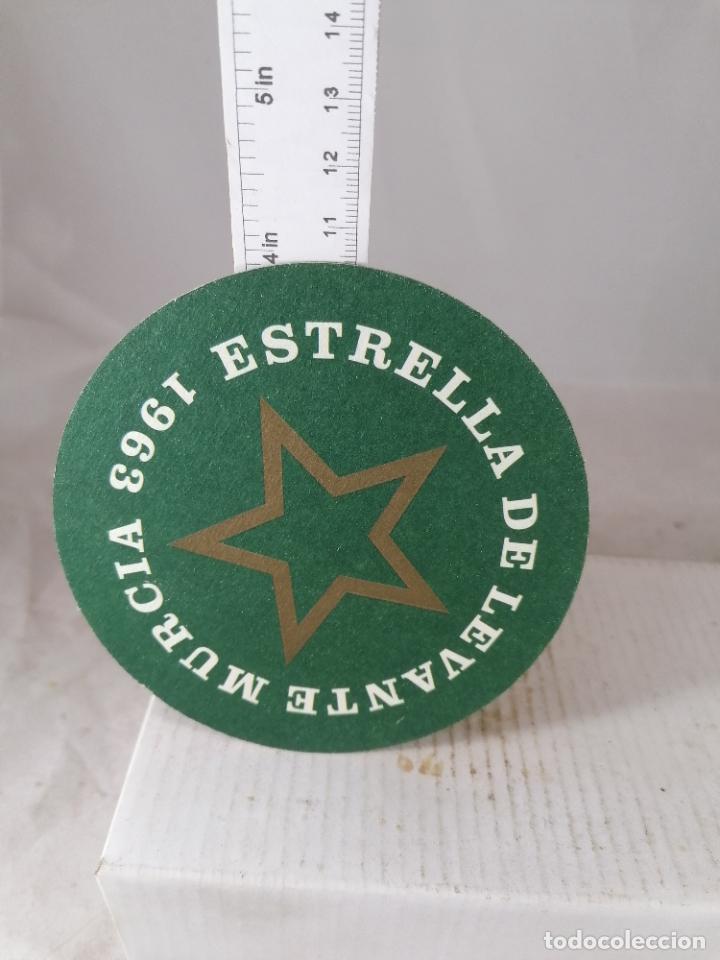 14
13
5 in
12
11
4 in
ESTRELLA DE LEVANTE MURCIA 1963
todocoleccion